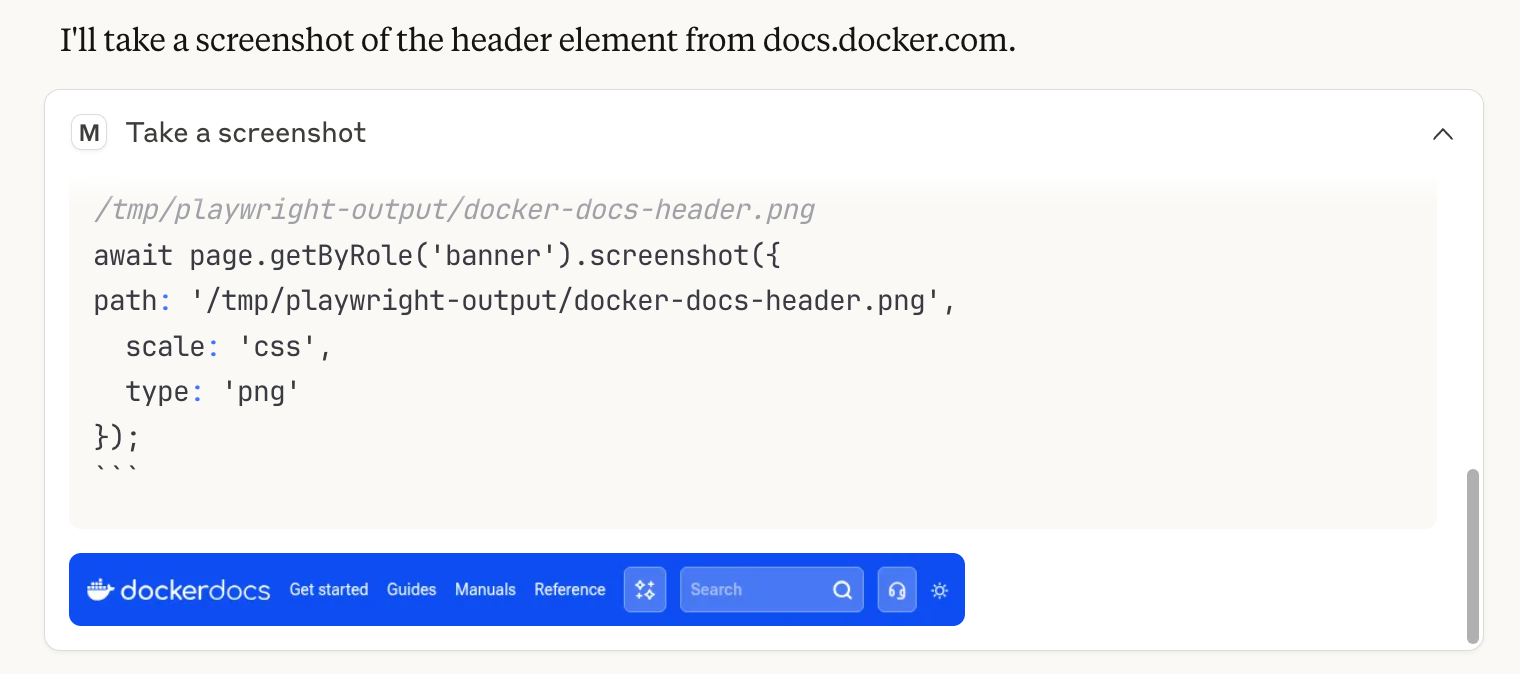 I'll take a screenshot of the header element from docs.docker.com.
M Take a screenshot
/tmp/playwright-output/docker-docs-header.png
await page.getByRole('banner').screenshot({
path: '/tmp/playwright-output/docker-docs-header.png',
  scale: 'css',
  type: 'png'
});
```
dockerdocs Get started Guides Manuals Reference Search